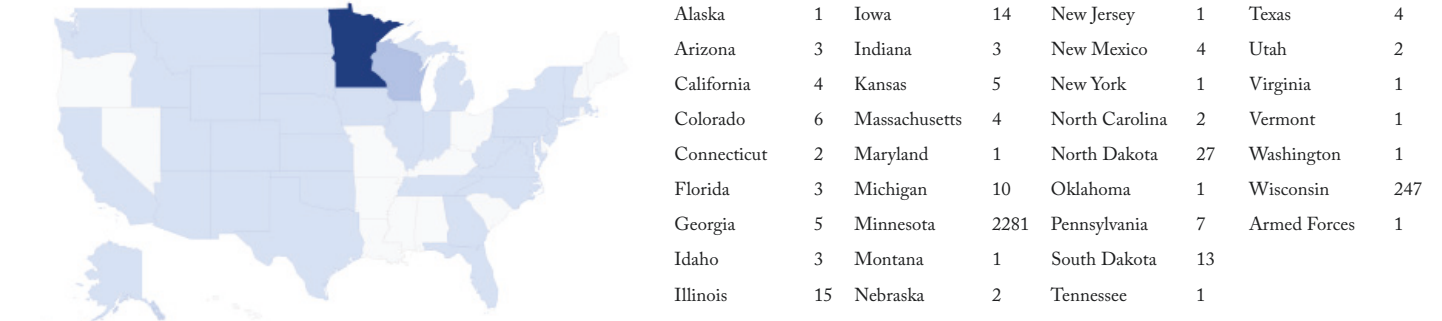 Alaska 1 Iowa 14 New Jersey 1 Texas 4
Arizona 3 Indiana 3 New Mexico 4 Utah 2
California 4 Kansas 5 New York 1 Virginia 1
Colorado 6 Massachusetts 4 North Carolina 2 Vermont 1
Connecticut 2 Maryland 1 North Dakota 27 Washington 1
Florida 3 Michigan 10 Oklahoma 1 Wisconsin 247
Georgia 5 Minnesota 2281 Pennsylvania 7 Armed Forces 1
Idaho 3 Montana 1 South Dakota 13
Illinois 15 Nebraska 2 Tennessee 1